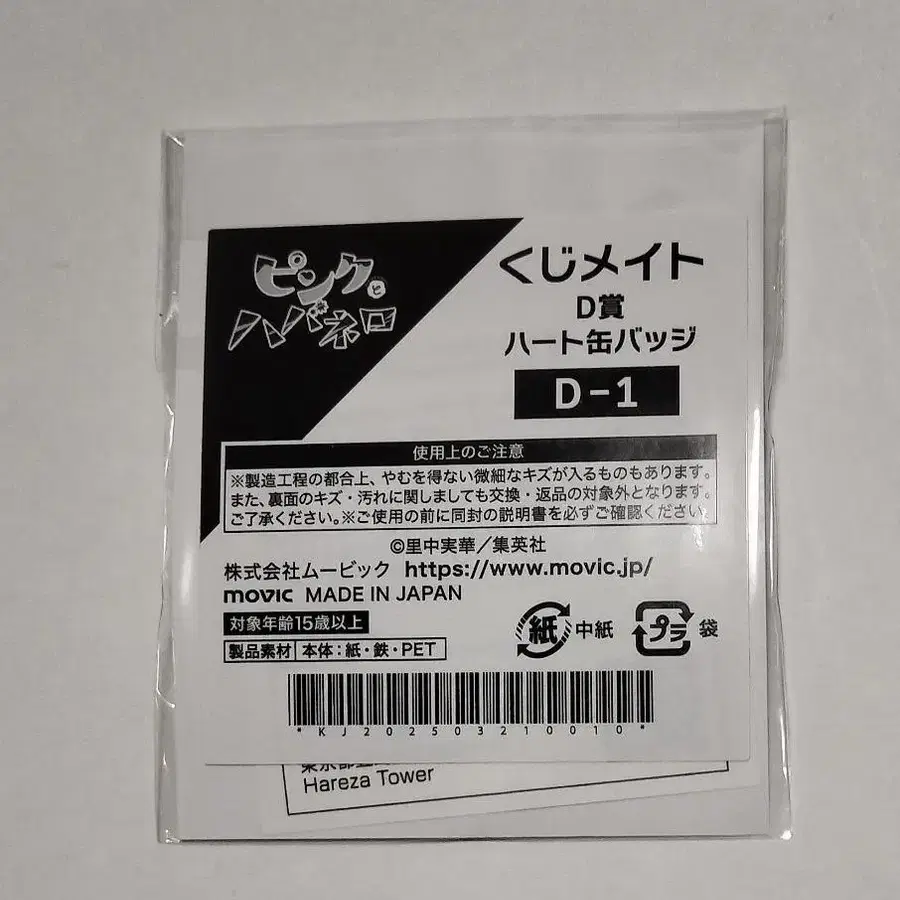 ピンクと
ハバネロ
くじメイト
D賞
ハート缶バッジ
D-1
使用上のご注意
※製造工程の都合上、やむを得ない微細なキズが入るものもあります。
また、裏面のキズ・汚れに関しましても交換・返品の対象外となります。
ご了承ください。※ご使用の前に同封の説明書を必ずご確認ください。
©里中実華／集英社
株式会社ムービック https://www.movic.jp/
movic MADE IN JAPAN
対象年齢15歳以上
製品素材 本体：紙・鉄・PET
紙 中紙
プラ 袋
*KJ202503210010*
Hareza Tower